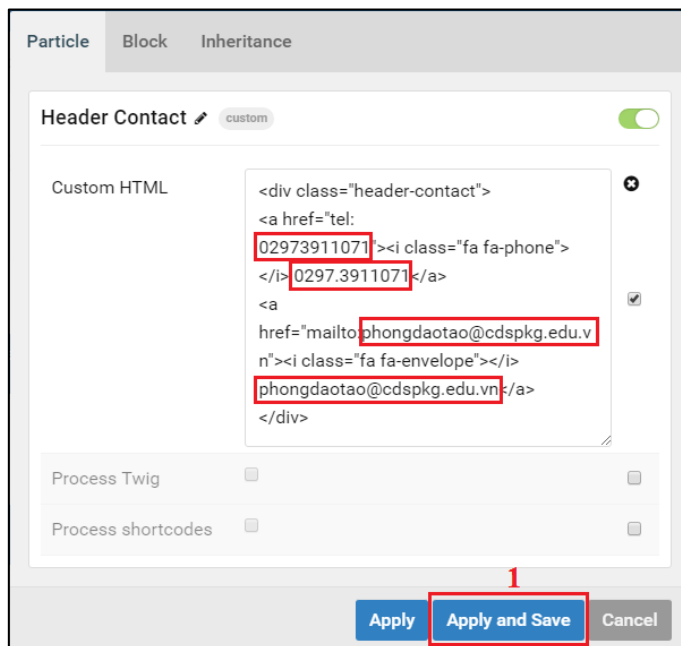 Particle Block Inheritance
Header Contact custom
Custom HTML
<div class="header-contact">
<a href="tel:
02973911071"><i class="fa fa-phone">
</i>0297.3911071</a>
<a
href="mailto:phongdaotao@cdspkg.edu.v
n"><i class="fa fa-envelope"></i>
phongdaotao@cdspkg.edu.vn</a>
</div>
Process Twig
Process shortcodes
1
Apply Apply and Save Cancel